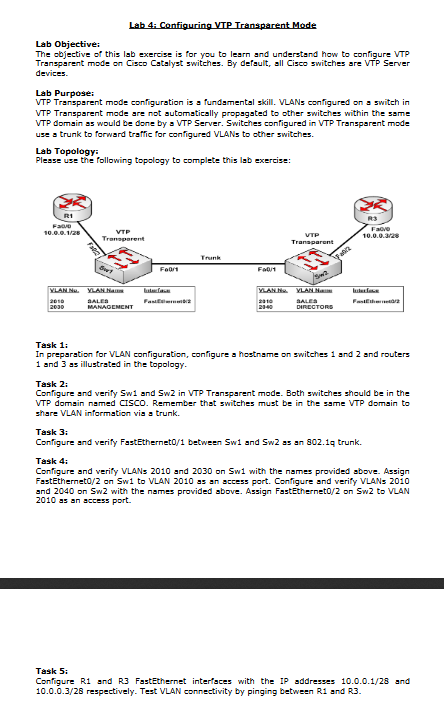 Lab 4: Configuring VTP Transparent Mode
Lab Objective:
The objective of this lab exercise is for you to learn and understand how to configure VTP
Transparent mode on Cisco Catalyst switches. By default, all Cisco switches are VTP Server
devices.
Lab Purpose:
VTP Transparent mode configuration is a fundamental skill. VLANs configured on a switch in
VTP Transparent mode are not automatically propagated to other switches within the same
VTP domain as would be done by a VTP Server. Switches configured in VTP Transparent mode
use a trunk to forward traffic for configured VLANs to other switches.
Lab Topology:
Please use the following topology to complete this lab exercise:
R1
Fa0/0
10.0.0.1/28
Fa0/2
VTP
Transparent
Sw1
Fa0/1
Trunk
Fa0/1
VTP
Transparent
Sw2
Fa0/2
R3
Fa0/0
10.0.0.3/28
VLAN No. VLAN Name Interface
2010 SALES FastEthernet0/2
2030 MANAGEMENT
VLAN No. VLAN Name Interface
2010 SALES FastEthernet0/2
2040 DIRECTORS
Task 1:
In preparation for VLAN configuration, configure a hostname on switches 1 and 2 and routers
1 and 3 as illustrated in the topology.
Task 2:
Configure and verify Sw1 and Sw2 in VTP Transparent mode. Both switches should be in the
VTP domain named CISCO. Remember that switches must be in the same VTP domain to
share VLAN information via a trunk.
Task 3:
Configure and verify FastEthernet0/1 between Sw1 and Sw2 as an 802.1q trunk.
Task 4:
Configure and verify VLANs 2010 and 2030 on Sw1 with the names provided above. Assign
FastEthernet0/2 on Sw1 to VLAN 2010 as an access port. Configure and verify VLANs 2010
and 2040 on Sw2 with the names provided above. Assign FastEthernet0/2 on Sw2 to VLAN
2010 as an access port.
Task 5:
Configure R1 and R3 FastEthernet interfaces with the IP addresses 10.0.0.1/28 and
10.0.0.3/28 respectively. Test VLAN connectivity by pinging between R1 and R3.